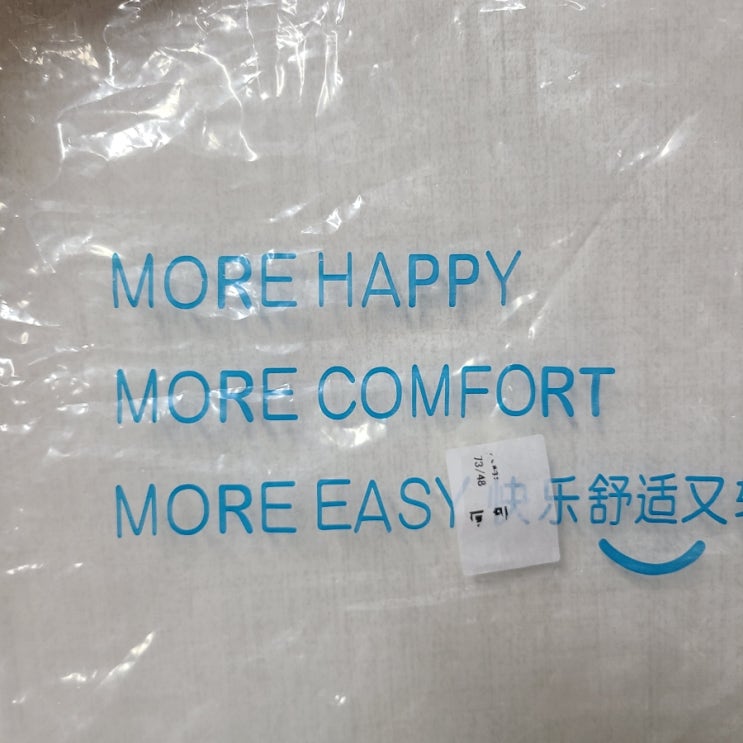 MORE HAPPY
MORE COMFORT
MORE EASY 快乐舒适又
73/48